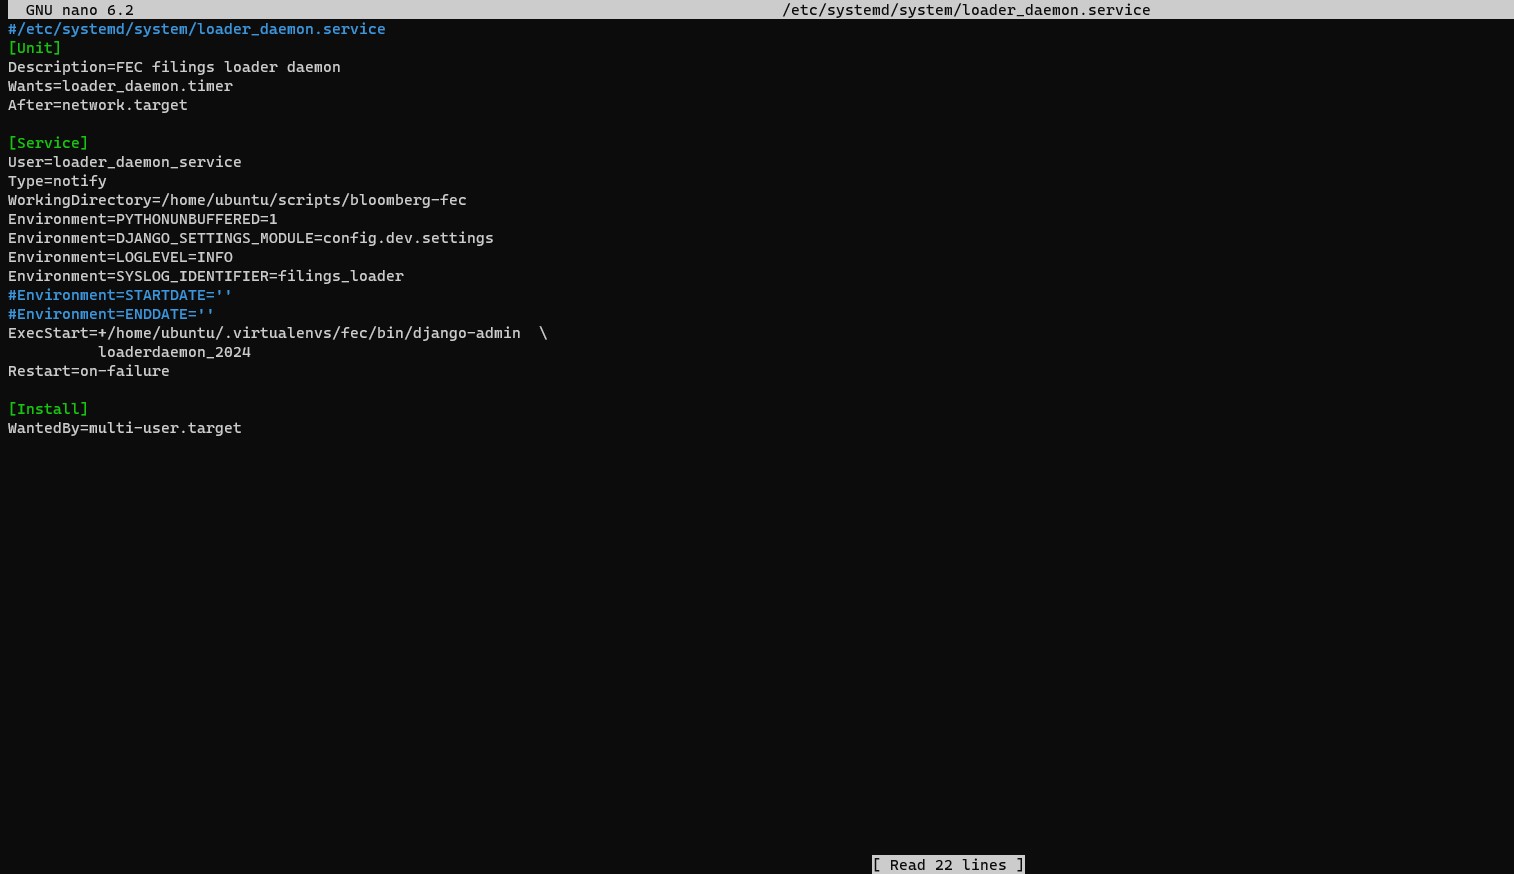 GNU nano 6.2 /etc/systemd/system/loader_daemon.service
#/etc/systemd/system/loader_daemon.service
[Unit]
Description=FEC filings loader daemon
Wants=loader_daemon.timer
After=network.target

[Service]
User=loader_daemon_service
Type=notify
WorkingDirectory=/home/ubuntu/scripts/bloomberg-fec
Environment=PYTHONUNBUFFERED=1
Environment=DJANGO_SETTINGS_MODULE=config.dev.settings
Environment=LOGLEVEL=INFO
Environment=SYSLOG_IDENTIFIER=filings_loader
#Environment=STARTDATE=''
#Environment=ENDDATE=''
ExecStart=+/home/ubuntu/.virtualenvs/fec/bin/django-admin  \
          loaderdaemon_2024
Restart=on-failure

[Install]
WantedBy=multi-user.target
[ Read 22 lines ]